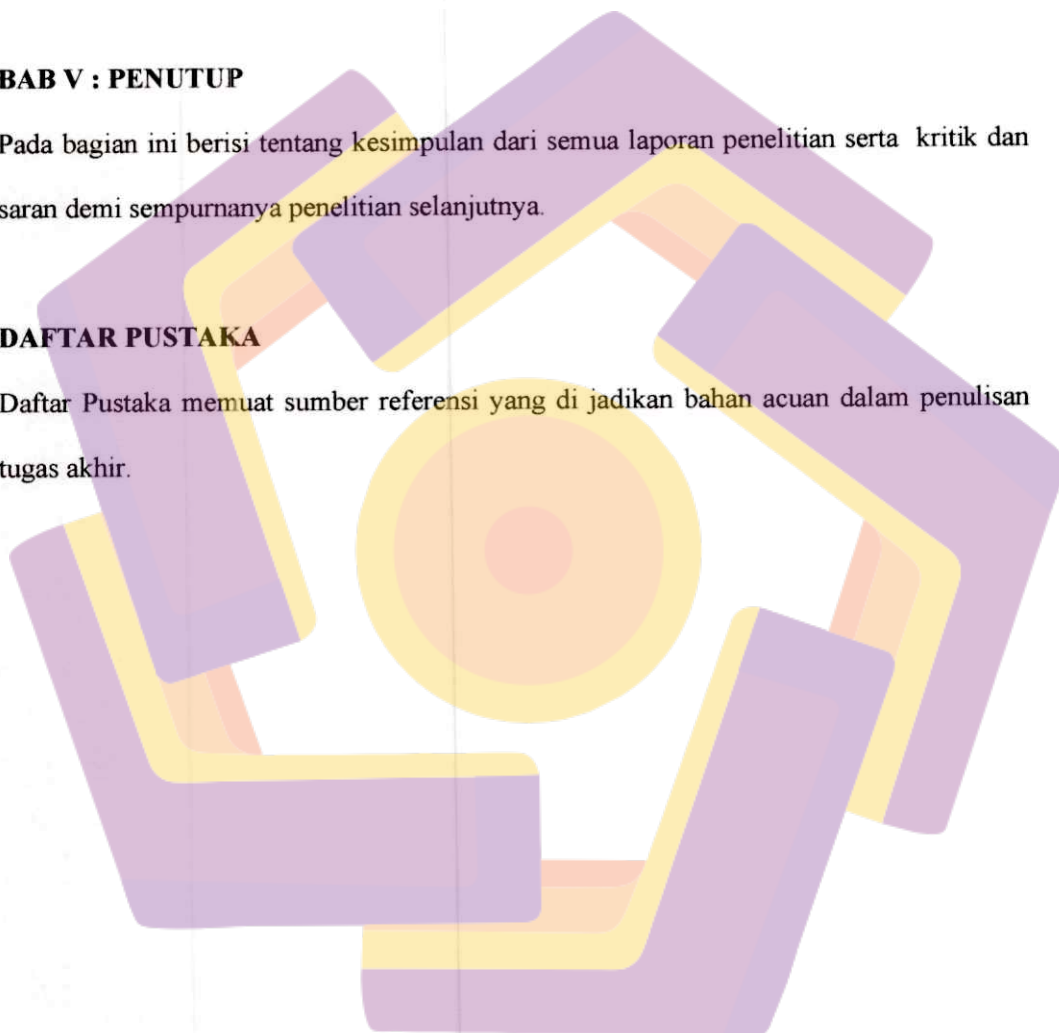 BAB V : PENUTUP
Pada bagian ini berisi tentang kesimpulan dari semua laporan penelitian serta kritik dan
saran demi sempurnanya penelitian selanjutnya.
DAFTAR PUSTAKA
Daftar Pustaka memuat sumber referensi yang di jadikan bahan acuan dalam penulisan
tugas akhir.